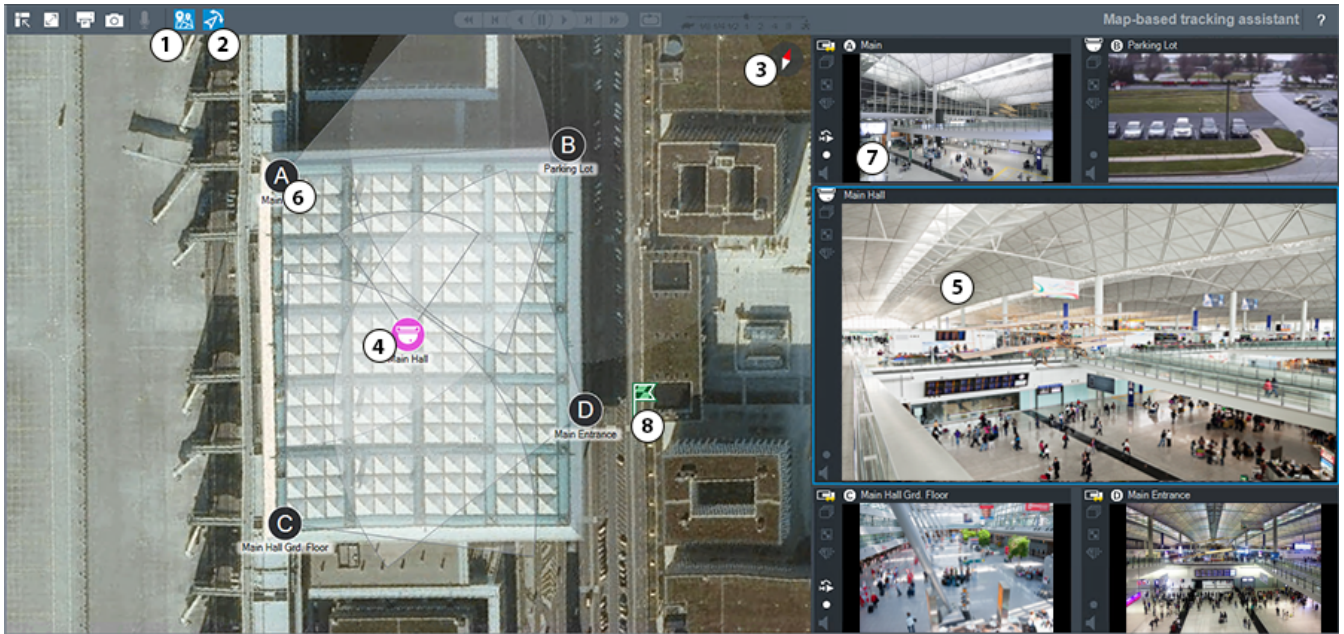 Map-based tracking assistant ?
1
2
3
A Main
B Parking Lot
7
B
Parking Lot
A
6
Main
Main Hall
5
4
Main Hall
D
Main Entrance
8
C
Main Hall Grd. Floor
C Main Hall Grd. Floor
D Main Entrance